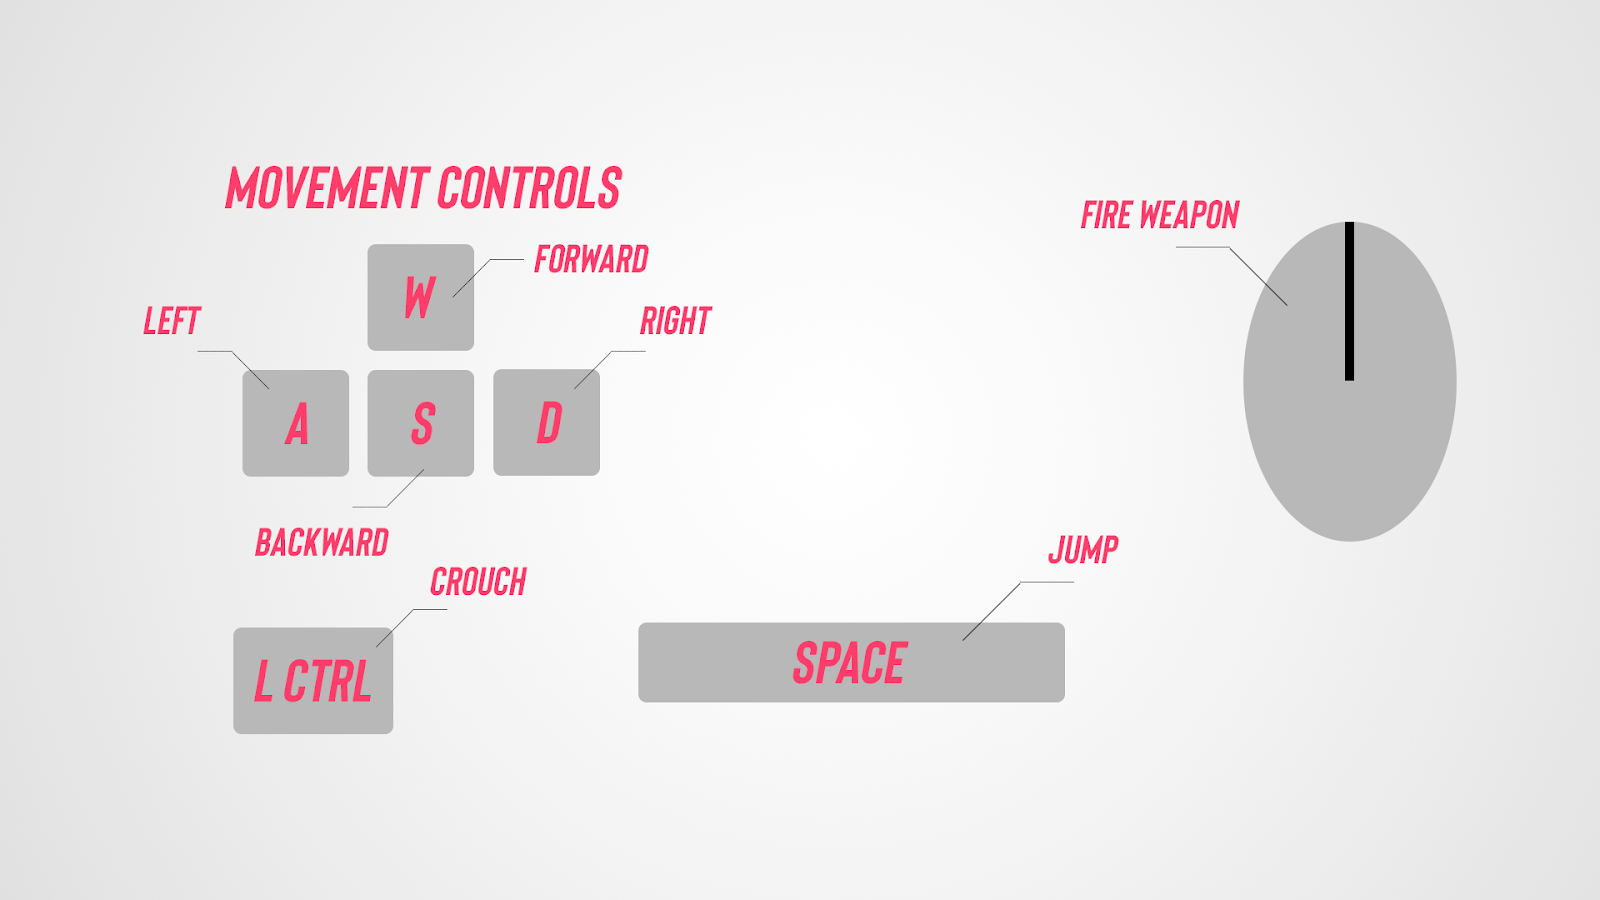 MOVEMENT CONTROLS
FIRE WEAPON
W
FORWARD
LEFT
RIGHT
A
S
D
BACKWARD
CROUCH
JUMP
L CTRL
SPACE